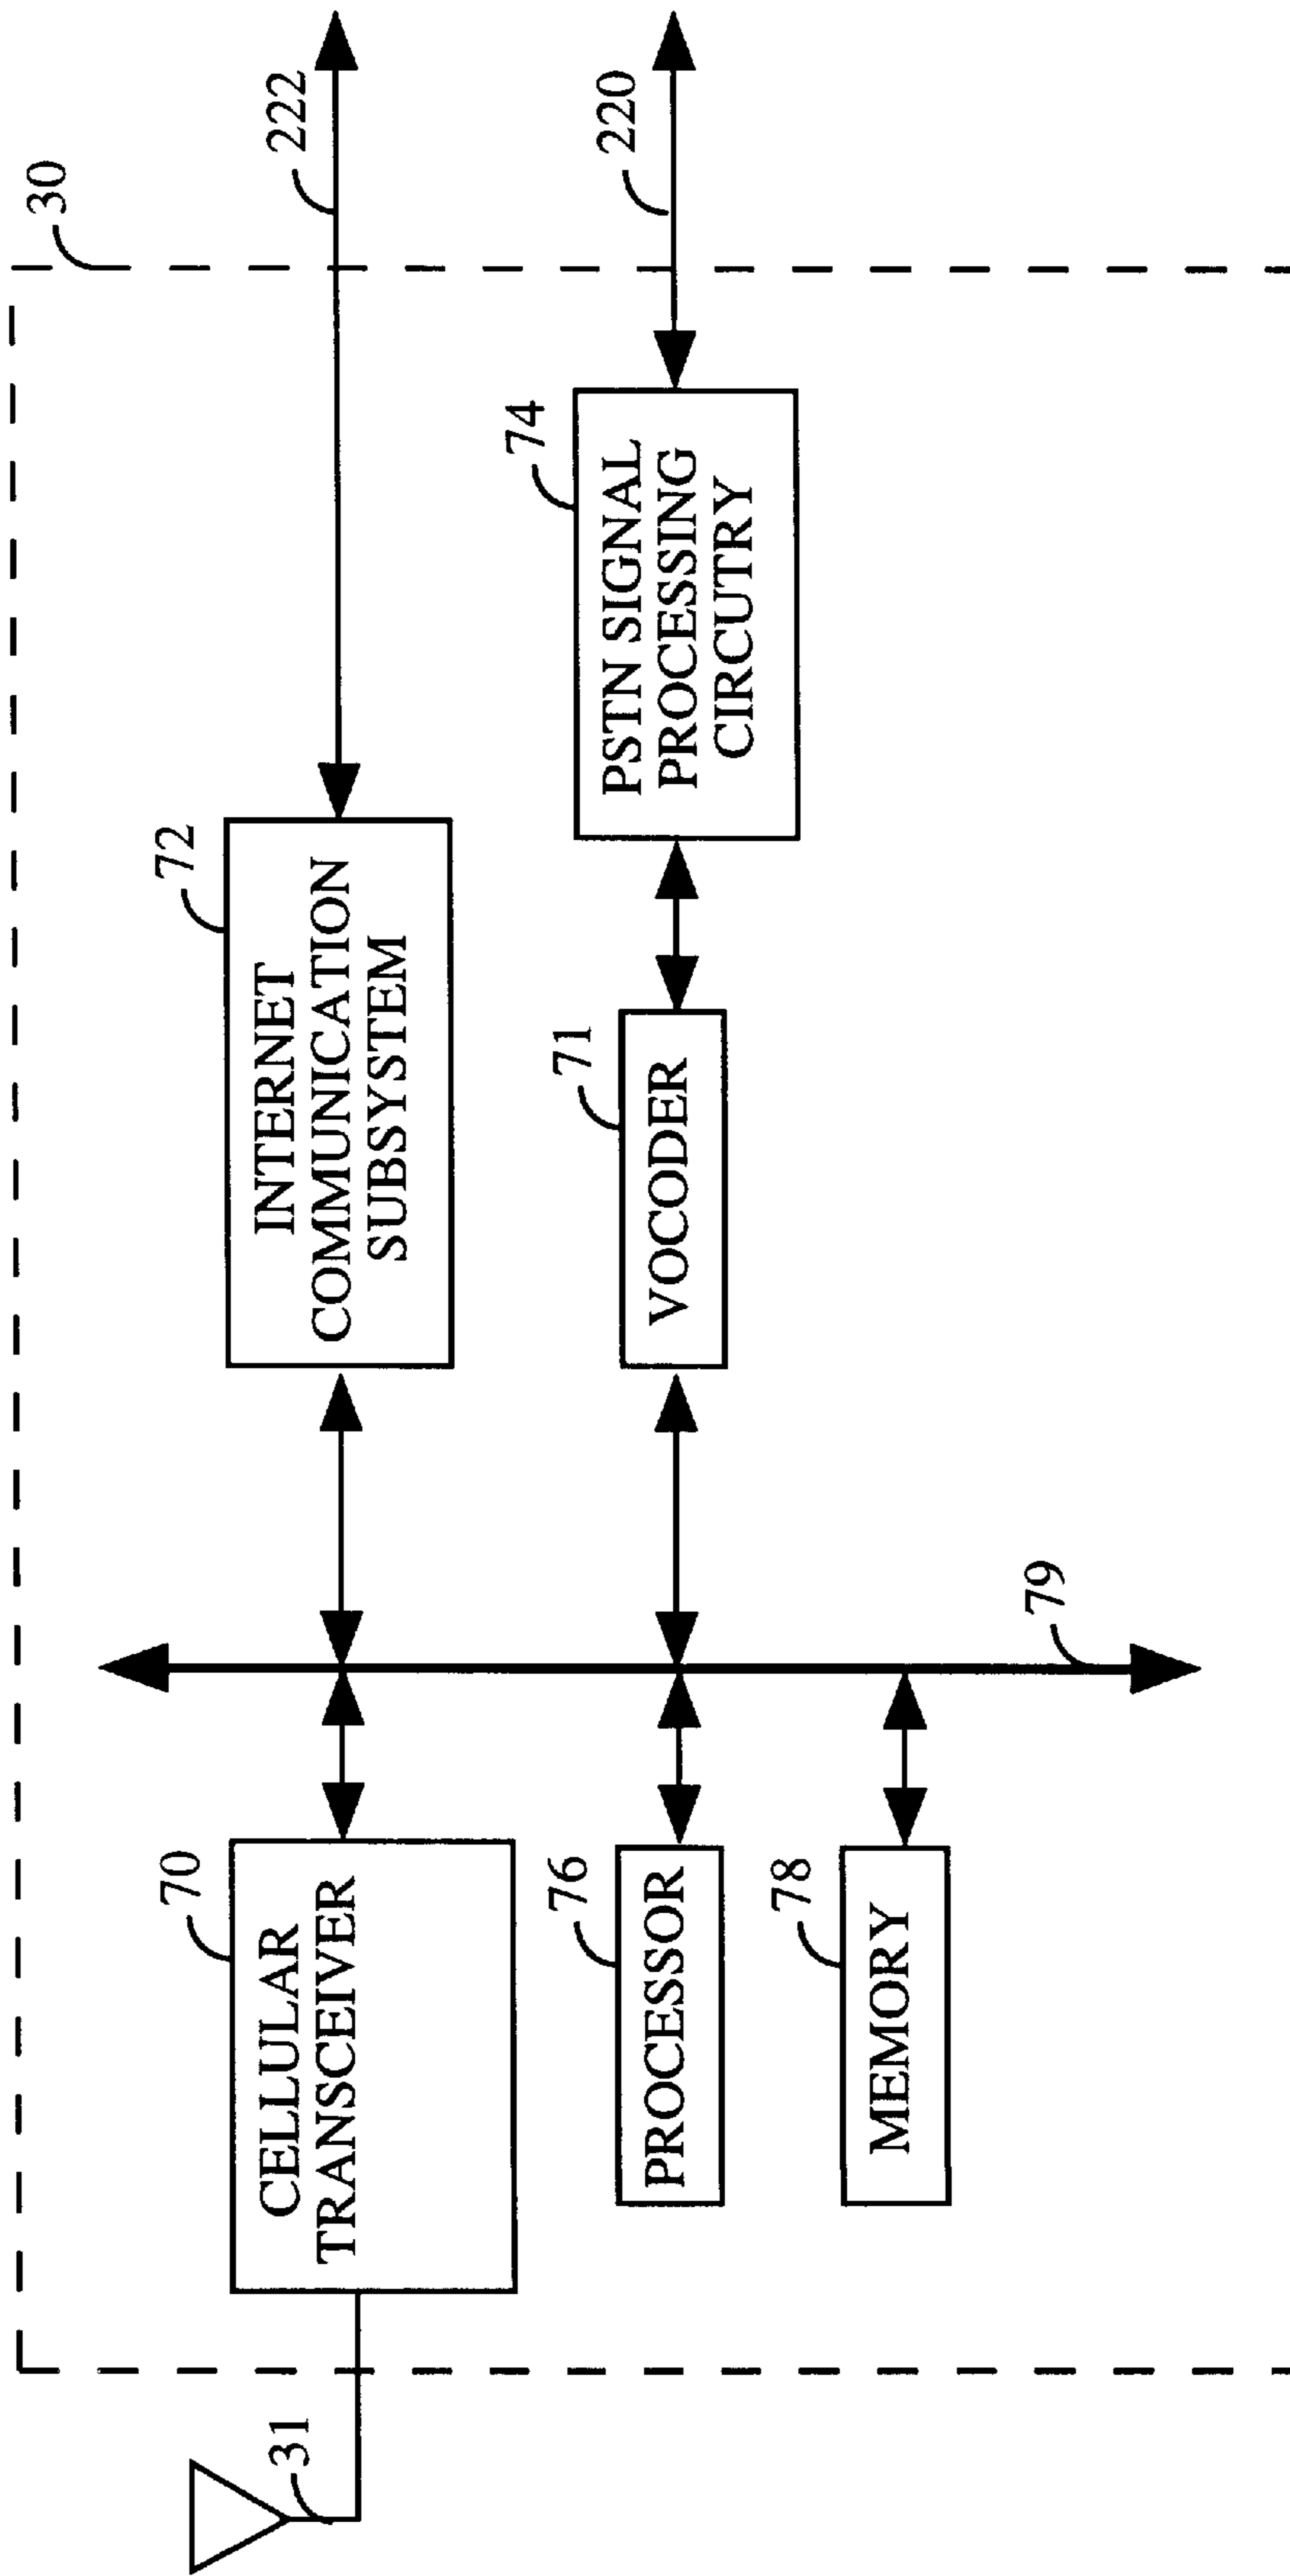 30
222
220
72
INTERNET
COMMUNICATION
SUBSYSTEM
74
PSTN SIGNAL
PROCESSING
CIRCUTRY
71
VOCODER
79
70
CELLULAR
TRANSCEIVER
76
PROCESSOR
78
MEMORY
31